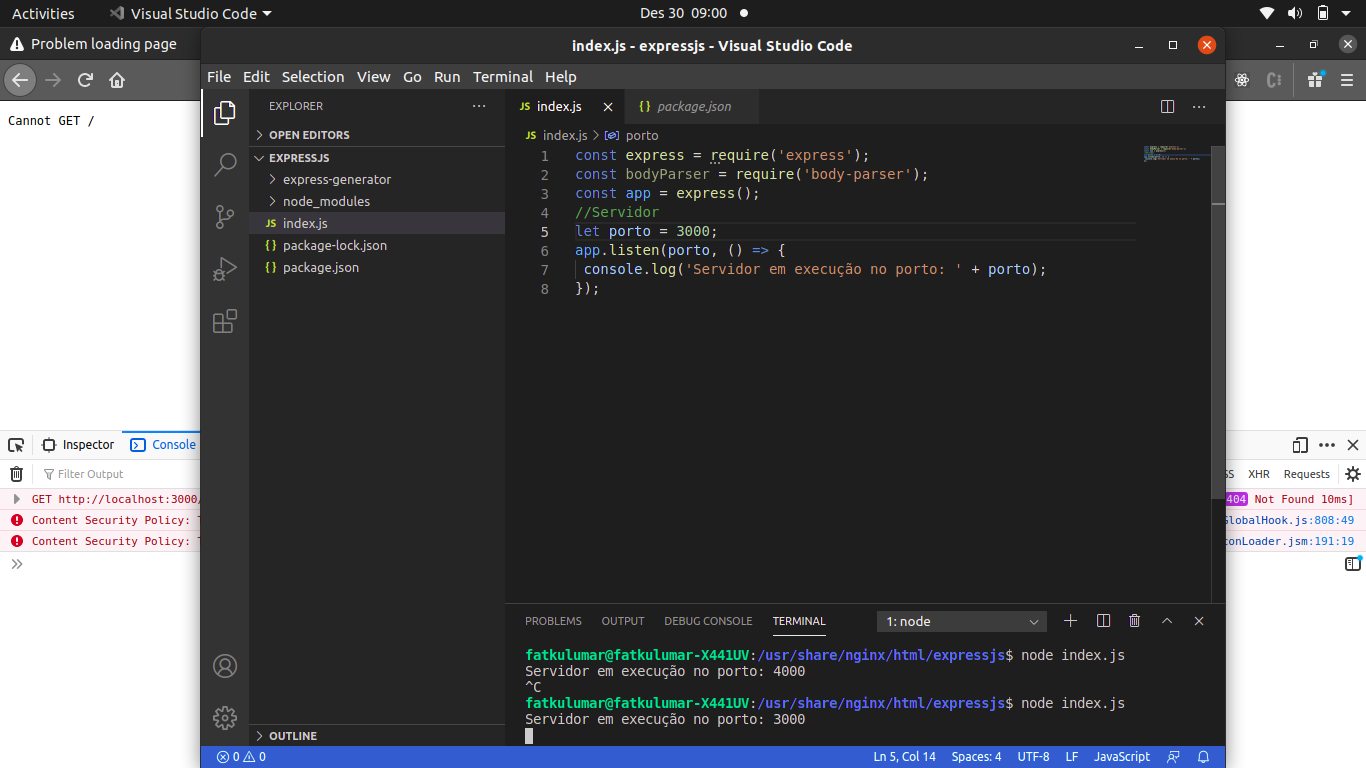 Activities
Visual Studio Code
Des 30 09:00
Problem loading page
index.js - expressjs - Visual Studio Code
File Edit Selection View Go Run Terminal Help
Cannot GET /
EXPLORER
OPEN EDITORS
EXPRESSJS
express-generator
node_modules
JS index.js
{} package-lock.json
{} package.json
OUTLINE
JS index.js
{} package.json
JS index.js > porto
1 const express = require('express');
2 const bodyParser = require('body-parser');
3 const app = express();
4 //Servidor
5 let porto = 3000;
6 app.listen(porto, () => {
7 console.log('Servidor em execução no porto: ' + porto);
8 });
PROBLEMS OUTPUT DEBUG CONSOLE TERMINAL
1: node
fatkulumar@fatkulumar-X441UV:/usr/share/nginx/html/expressjs$ node index.js
Servidor em execução no porto: 4000
^C
fatkulumar@fatkulumar-X441UV:/usr/share/nginx/html/expressjs$ node index.js
Servidor em execução no porto: 3000
0 0
Ln 5, Col 14 Spaces: 4 UTF-8 LF JavaScript
Inspector Console
Filter Output
XHR Requests
GET http://localhost:3000/
404 Not Found 10ms]
Content Security Policy:
GlobalHook.js:808:49
Content Security Policy:
conLoader.jsm:191:19